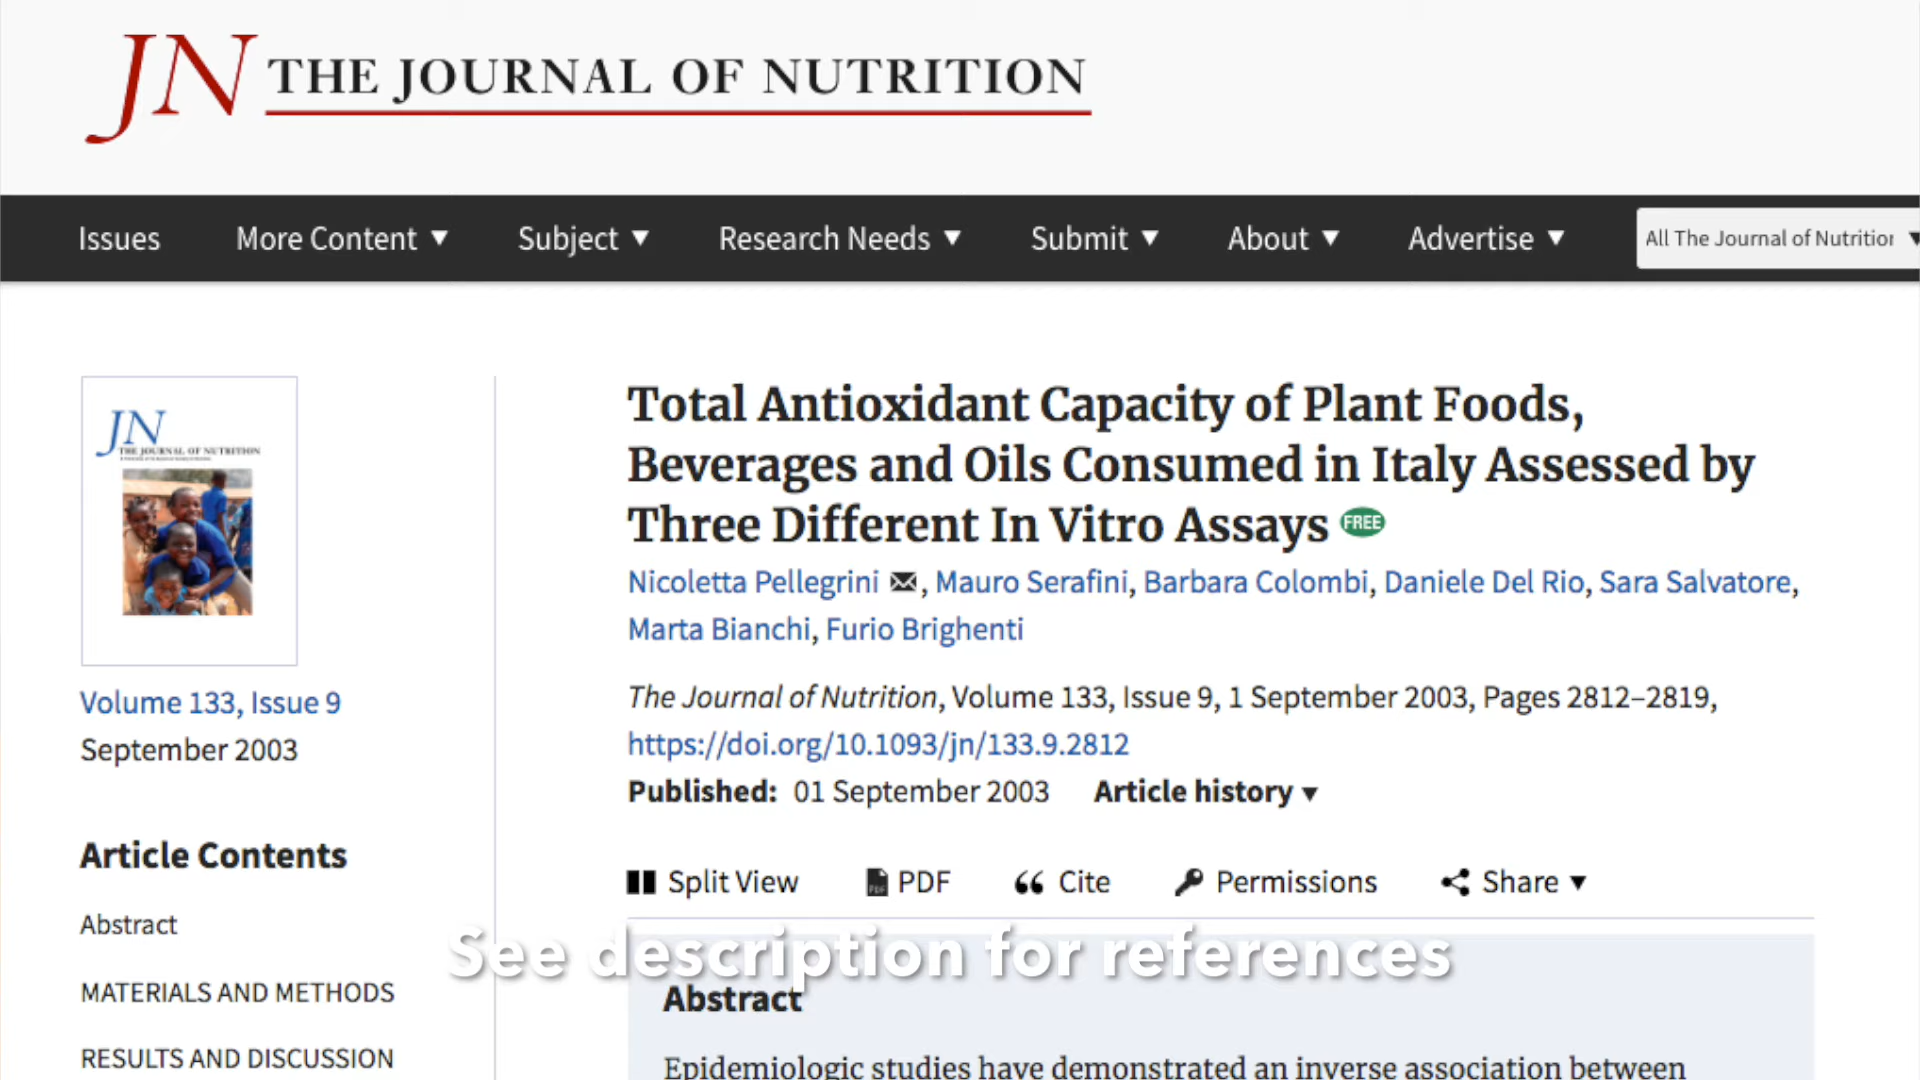 JN THE JOURNAL OF NUTRITION
Issues More Content ▼ Subject ▼ Research Needs ▼ Submit ▼ About ▼ Advertise ▼ All The Journal of Nutrition ▼
JN
THE JOURNAL OF NUTRITION
Volume 133, Issue 9
September 2003
Article Contents
Abstract
MATERIALS AND METHODS
RESULTS AND DISCUSSION
Total Antioxidant Capacity of Plant Foods,
Beverages and Oils Consumed in Italy Assessed by
Three Different In Vitro Assays FREE
Nicoletta Pellegrini, Mauro Serafini, Barbara Colombi, Daniele Del Rio, Sara Salvatore,
Marta Bianchi, Furio Brighenti
The Journal of Nutrition, Volume 133, Issue 9, 1 September 2003, Pages 2812–2819,
https://doi.org/10.1093/jn/133.9.2812
Published: 01 September 2003 Article history ▼
Split View PDF Cite Permissions Share ▼
See description for references
Abstract
Epidemiologic studies have demonstrated an inverse association between